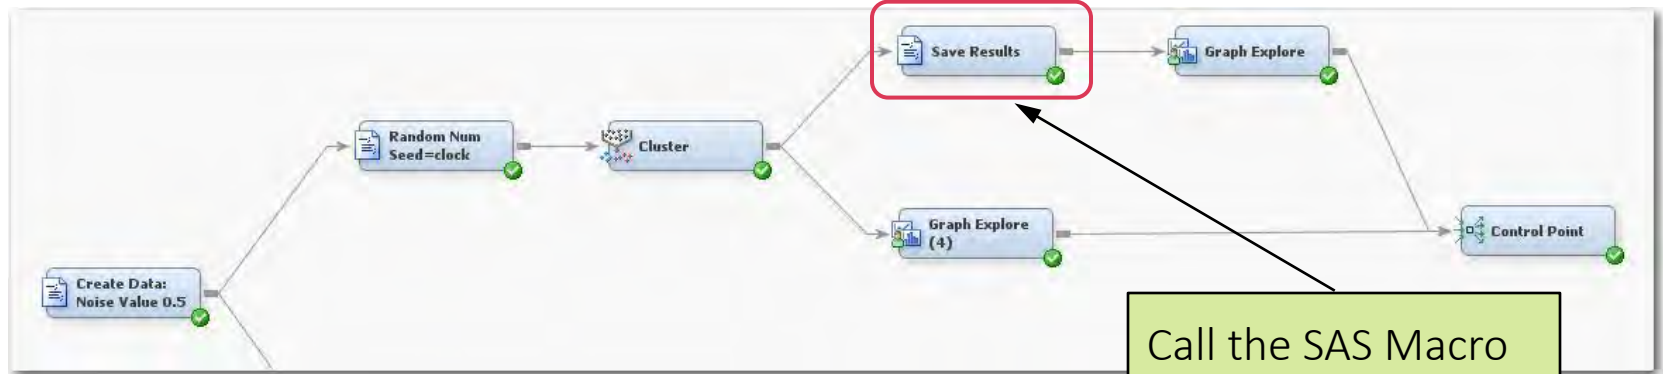 Save Results
Graph Explore
Random Num
Seed=clock
Cluster
Graph Explore
(4)
Control Point
Create Data:
Noise Value 0.5
Call the SAS Macro